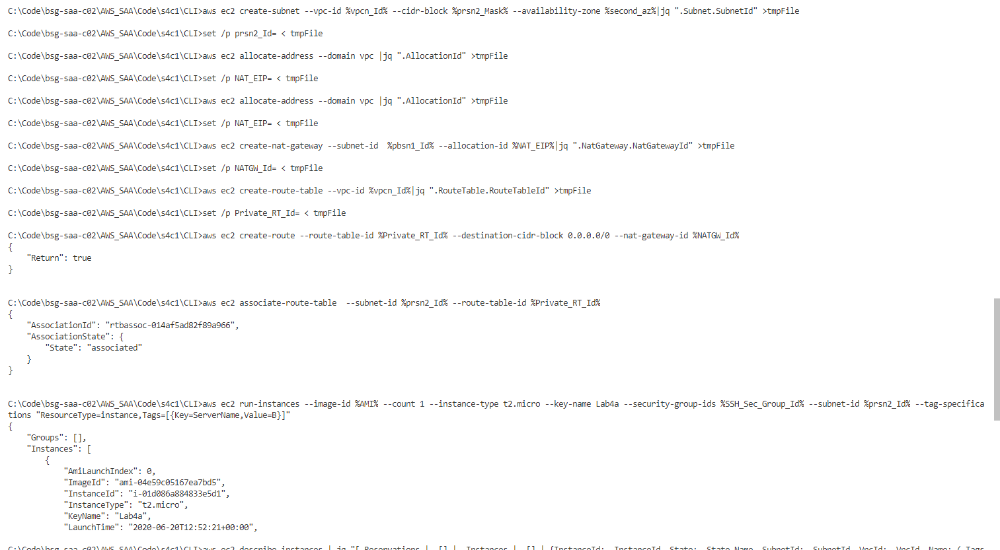 C:\Code\bsg-saa-c02\AWS_SAA\Code\s4c1\CLI>aws ec2 create-subnet --vpc-id %vpcn_Id% --cidr-block %prsn2_Mask% --availability-zone %second_az%|jq ".Subnet.SubnetId" >tmpFile
C:\Code\bsg-saa-c02\AWS_SAA\Code\s4c1\CLI>set /p prsn2_Id= < tmpFile
C:\Code\bsg-saa-c02\AWS_SAA\Code\s4c1\CLI>aws ec2 allocate-address --domain vpc |jq ".AllocationId" >tmpFile
C:\Code\bsg-saa-c02\AWS_SAA\Code\s4c1\CLI>set /p NAT_EIP= < tmpFile
C:\Code\bsg-saa-c02\AWS_SAA\Code\s4c1\CLI>aws ec2 allocate-address --domain vpc |jq ".AllocationId" >tmpFile
C:\Code\bsg-saa-c02\AWS_SAA\Code\s4c1\CLI>set /p NAT_EIP= < tmpFile
C:\Code\bsg-saa-c02\AWS_SAA\Code\s4c1\CLI>aws ec2 create-nat-gateway --subnet-id  %pbsn1_Id% --allocation-id %NAT_EIP%|jq ".NatGateway.NatGatewayId" >tmpFile
C:\Code\bsg-saa-c02\AWS_SAA\Code\s4c1\CLI>set /p NATGW_Id= < tmpFile
C:\Code\bsg-saa-c02\AWS_SAA\Code\s4c1\CLI>aws ec2 create-route-table --vpc-id %vpcn_Id%|jq ".RouteTable.RouteTableId" >tmpFile
C:\Code\bsg-saa-c02\AWS_SAA\Code\s4c1\CLI>set /p Private_RT_Id= < tmpFile
C:\Code\bsg-saa-c02\AWS_SAA\Code\s4c1\CLI>aws ec2 create-route --route-table-id %Private_RT_Id% --destination-cidr-block 0.0.0.0/0 --nat-gateway-id %NATGW_Id%
{
    "Return": true
}
C:\Code\bsg-saa-c02\AWS_SAA\Code\s4c1\CLI>aws ec2 associate-route-table  --subnet-id %prsn2_Id% --route-table-id %Private_RT_Id%
{
    "AssociationId": "rtbassoc-014af5ad82f89a966",
    "AssociationState": {
        "State": "associated"
    }
}
C:\Code\bsg-saa-c02\AWS_SAA\Code\s4c1\CLI>aws ec2 run-instances --image-id %AMI% --count 1 --instance-type t2.micro --key-name Lab4a --security-group-ids %SSH_Sec_Group_Id% --subnet-id %prsn2_Id% --tag-specifica
tions "ResourceType=instance,Tags=[{Key=ServerName,Value=B}]"
{
    "Groups": [],
    "Instances": [
        {
            "AmiLaunchIndex": 0,
            "ImageId": "ami-04e59c05167ea7bd5",
            "InstanceId": "i-01d086a884833e5d1",
            "InstanceType": "t2.micro",
            "KeyName": "Lab4a",
            "LaunchTime": "2020-06-20T12:52:21+00:00",
C:\Code\bsg-saa-c02\AWS_SAA\Code\s4c1\CLI>aws ec2 describe-instances | jq "[.Reservations | .[] | .Instances | .[] | {InstanceId: .InstanceId, State: .State.Name, SubnetId: .SubnetId, VpcId: .VpcId, Name: (.Tags